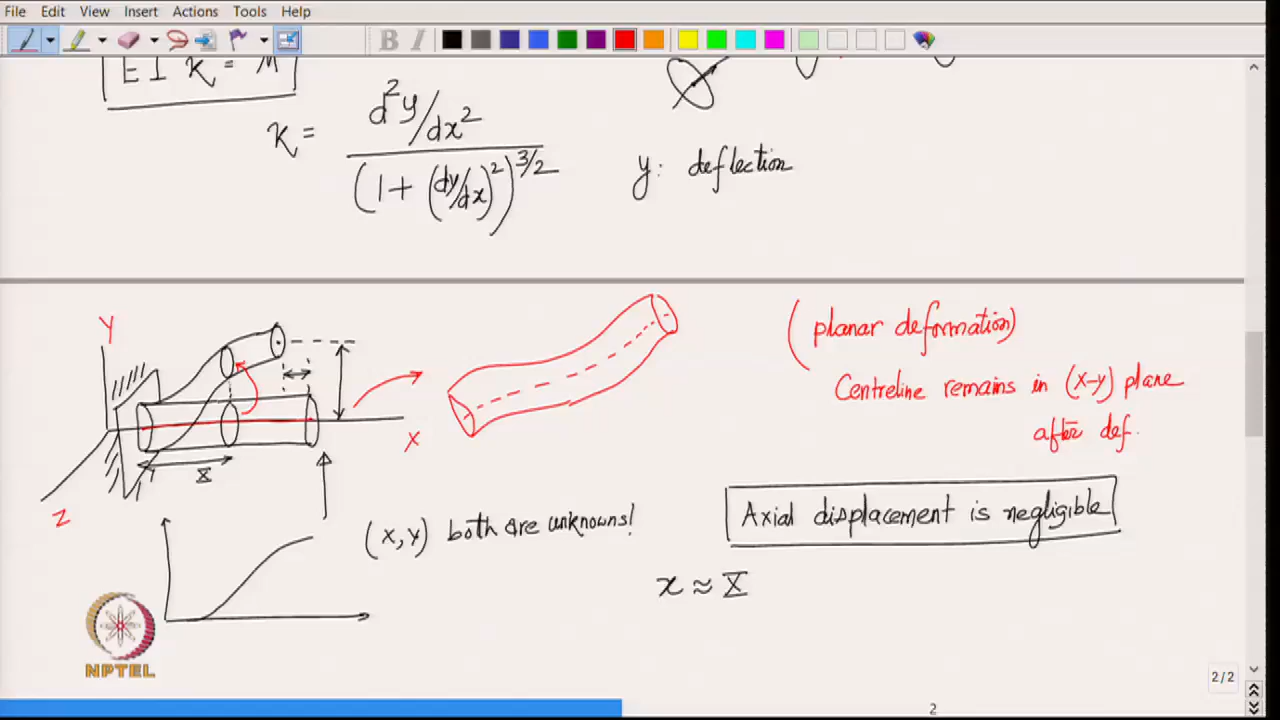 File Edit View Insert Actions Tools Help
B I
E I κ = M
κ = d²y/dx² / (1 + (dy/dx)²)^3/2
y: deflection
Y
(planar deformation)
Centreline remains in (X-Y) plane
after def.
X
X
Z
Axial displacement is negligible
(X, Y) both are unknowns!
x ≈ X
NPTEL
2/2
2